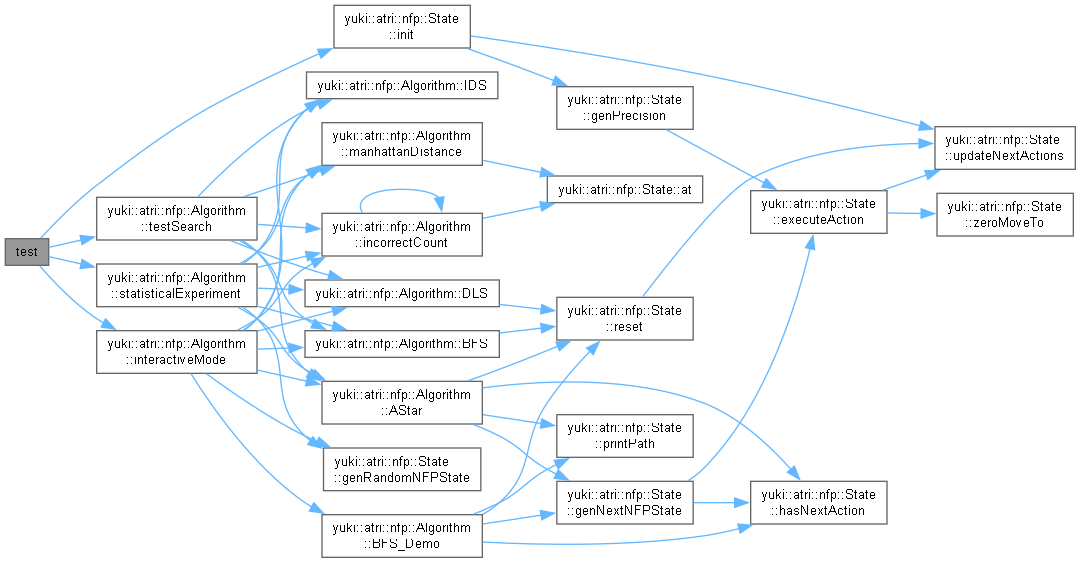 test
yuki::atri::nfp::State
::init
yuki::atri::nfp::Algorithm::IDS
yuki::atri::nfp::Algorithm
::manhattanDistance
yuki::atri::nfp::Algorithm
::testSearch
yuki::atri::nfp::Algorithm
::incorrectCount
yuki::atri::nfp::Algorithm
::statisticalExperiment
yuki::atri::nfp::Algorithm::DLS
yuki::atri::nfp::Algorithm
::interactiveMode
yuki::atri::nfp::Algorithm::BFS
yuki::atri::nfp::Algorithm
::AStar
yuki::atri::nfp::State
::genRandomNFPState
yuki::atri::nfp::Algorithm
::BFS_Demo
yuki::atri::nfp::State
::genPrecision
yuki::atri::nfp::State::at
yuki::atri::nfp::State
::reset
yuki::atri::nfp::State
::printPath
yuki::atri::nfp::State
::genNextNFPState
yuki::atri::nfp::State
::executeAction
yuki::atri::nfp::State
::hasNextAction
yuki::atri::nfp::State
::updateNextActions
yuki::atri::nfp::State
::zeroMoveTo